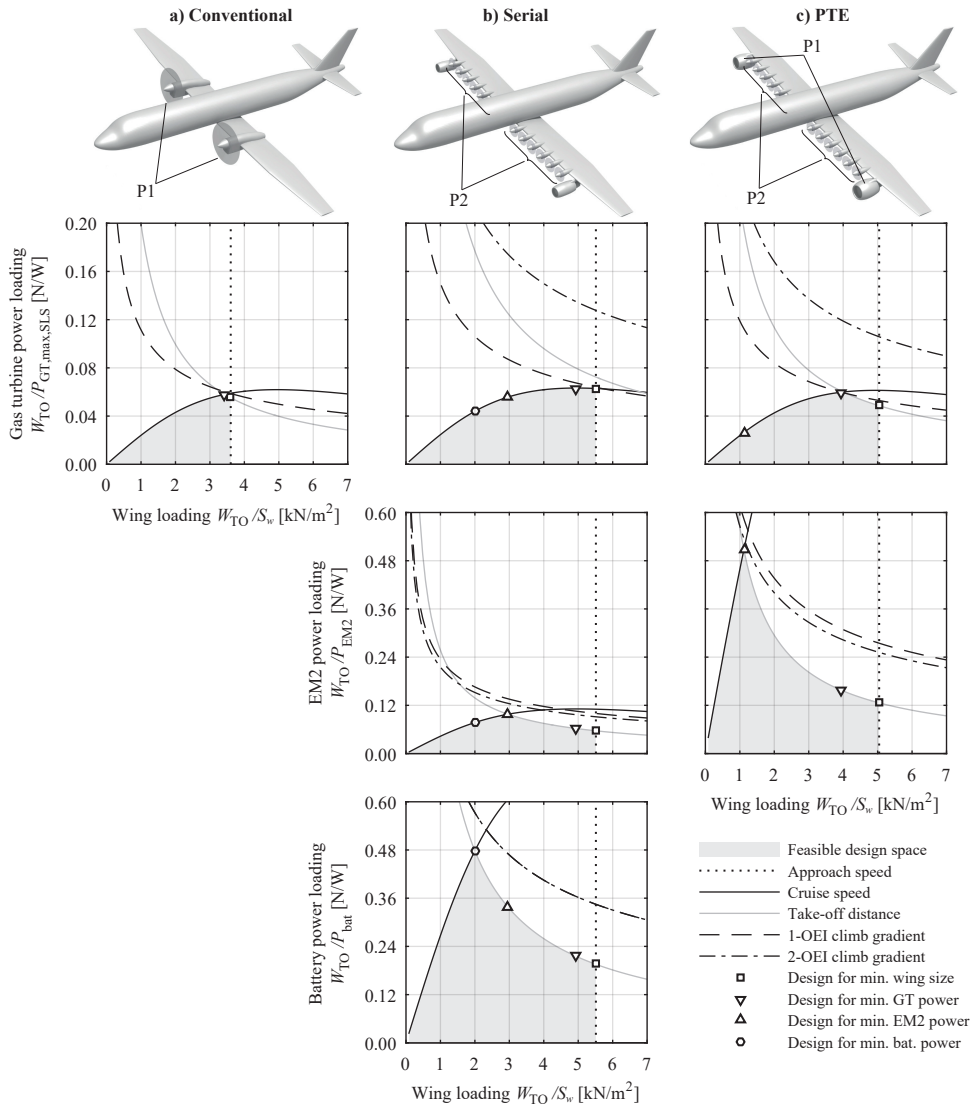 a) Conventional
b) Serial
c) PTE
P1
P2
P1
P2
Gas turbine power loading
W_TO/P_GT,max,SLS [N/W]
0.20
0.16
0.12
0.08
0.04
0.00
0 1 2 3 4 5 6 7
Wing loading W_TO/S_w [kN/m²]
EM2 power loading
W_TO/P_EM2 [N/W]
0.60
0.48
0.36
0.24
0.12
0.00
0 1 2 3 4 5 6 7
Wing loading W_TO/S_w [kN/m²]
Battery power loading
W_TO/P_bat [N/W]
0.60
0.48
0.36
0.24
0.12
0.00
0 1 2 3 4 5 6 7
Wing loading W_TO/S_w [kN/m²]
Feasible design space
Approach speed
Cruise speed
Take-off distance
1-OEI climb gradient
2-OEI climb gradient
Design for min. wing size
Design for min. GT power
Design for min. EM2 power
Design for min. bat. power